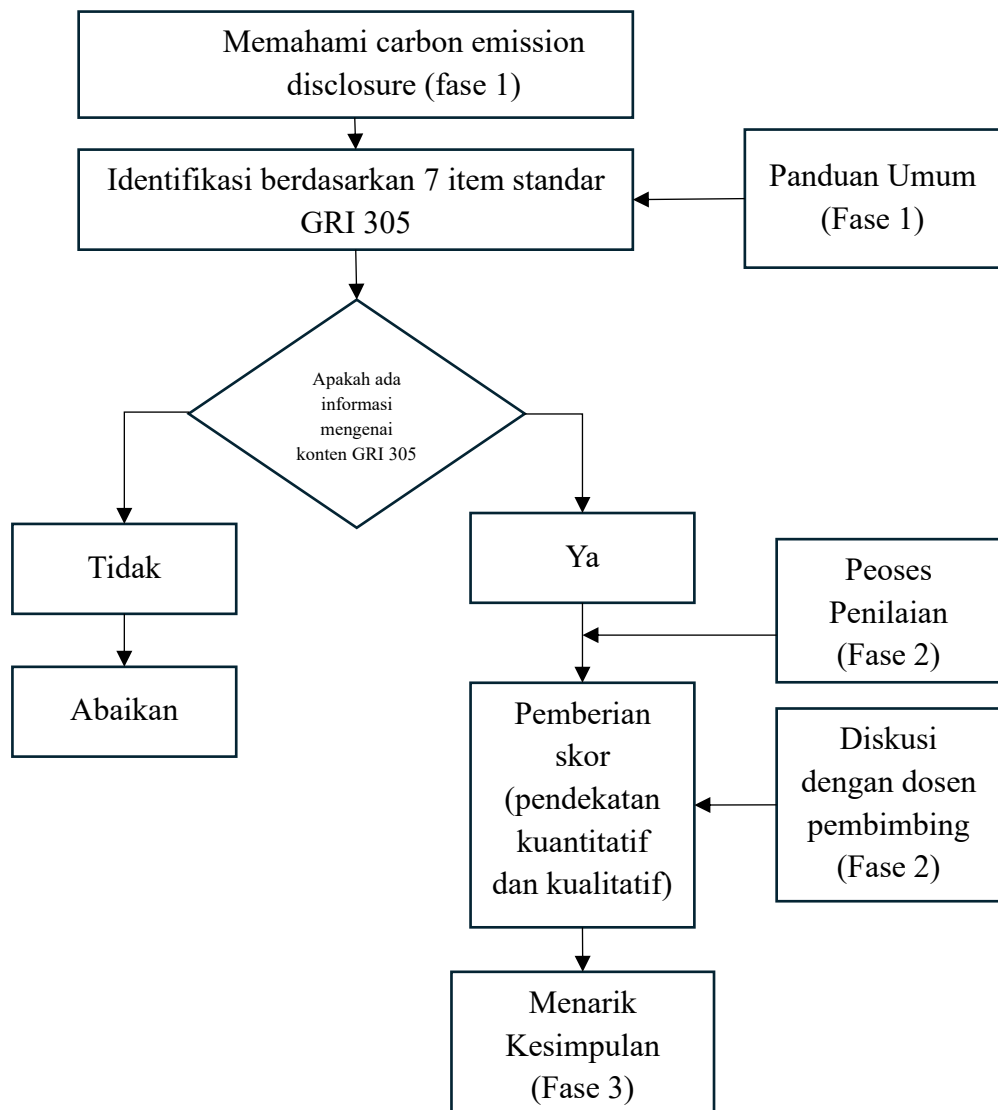 Memahami carbon emission
disclosure (fase 1)
Identifikasi berdasarkan 7 item standar
GRI 305
Panduan Umum
(Fase 1)
Apakah ada
informasi
mengenai
konten GRI 305
Tidak
Ya
Peoses
Penilaian
(Fase 2)
Abaikan
Pemberian
skor
(pendekatan
kuantitatif
dan kualitatif)
Diskusi
dengan dosen
pembimbing
(Fase 2)
Menarik
Kesimpulan
(Fase 3)